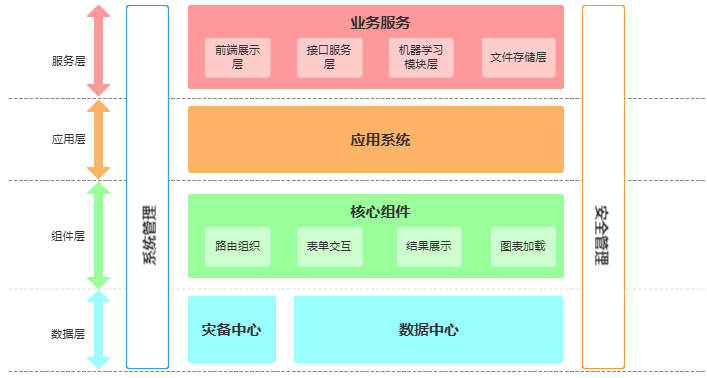 业务服务
服务层
前端展示
层
接口服务
层
机器学习
模块层
文件存储层
应用层
应用系统
系统管理
安全管理
组件层
核心组件
路由组织
表单交互
结果展示
图表加载
数据层
灾备中心
数据中心